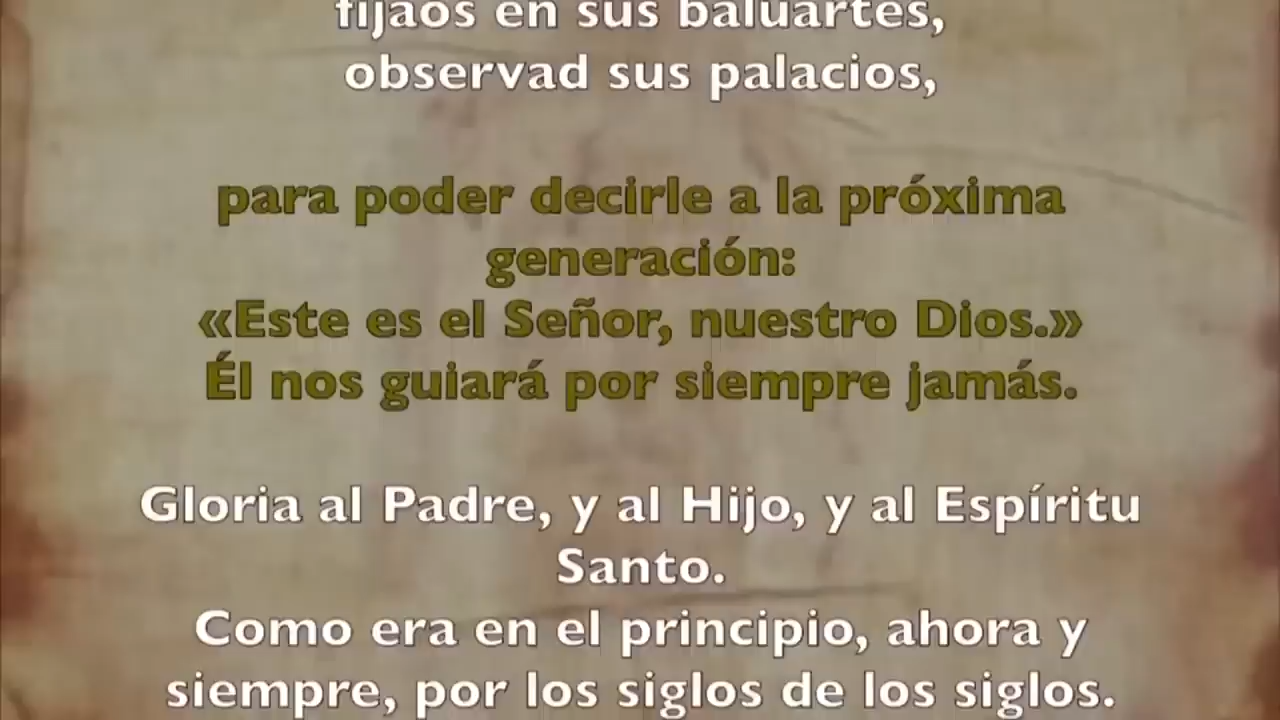 fijaos en sus baluartes,
observad sus palacios,
para poder decirle a la próxima
generación:
«Este es el Señor, nuestro Dios.»
Él nos guiará por siempre jamás.
Gloria al Padre, y al Hijo, y al Espíritu
Santo.
Como era en el principio, ahora y
siempre, por los siglos de los siglos.